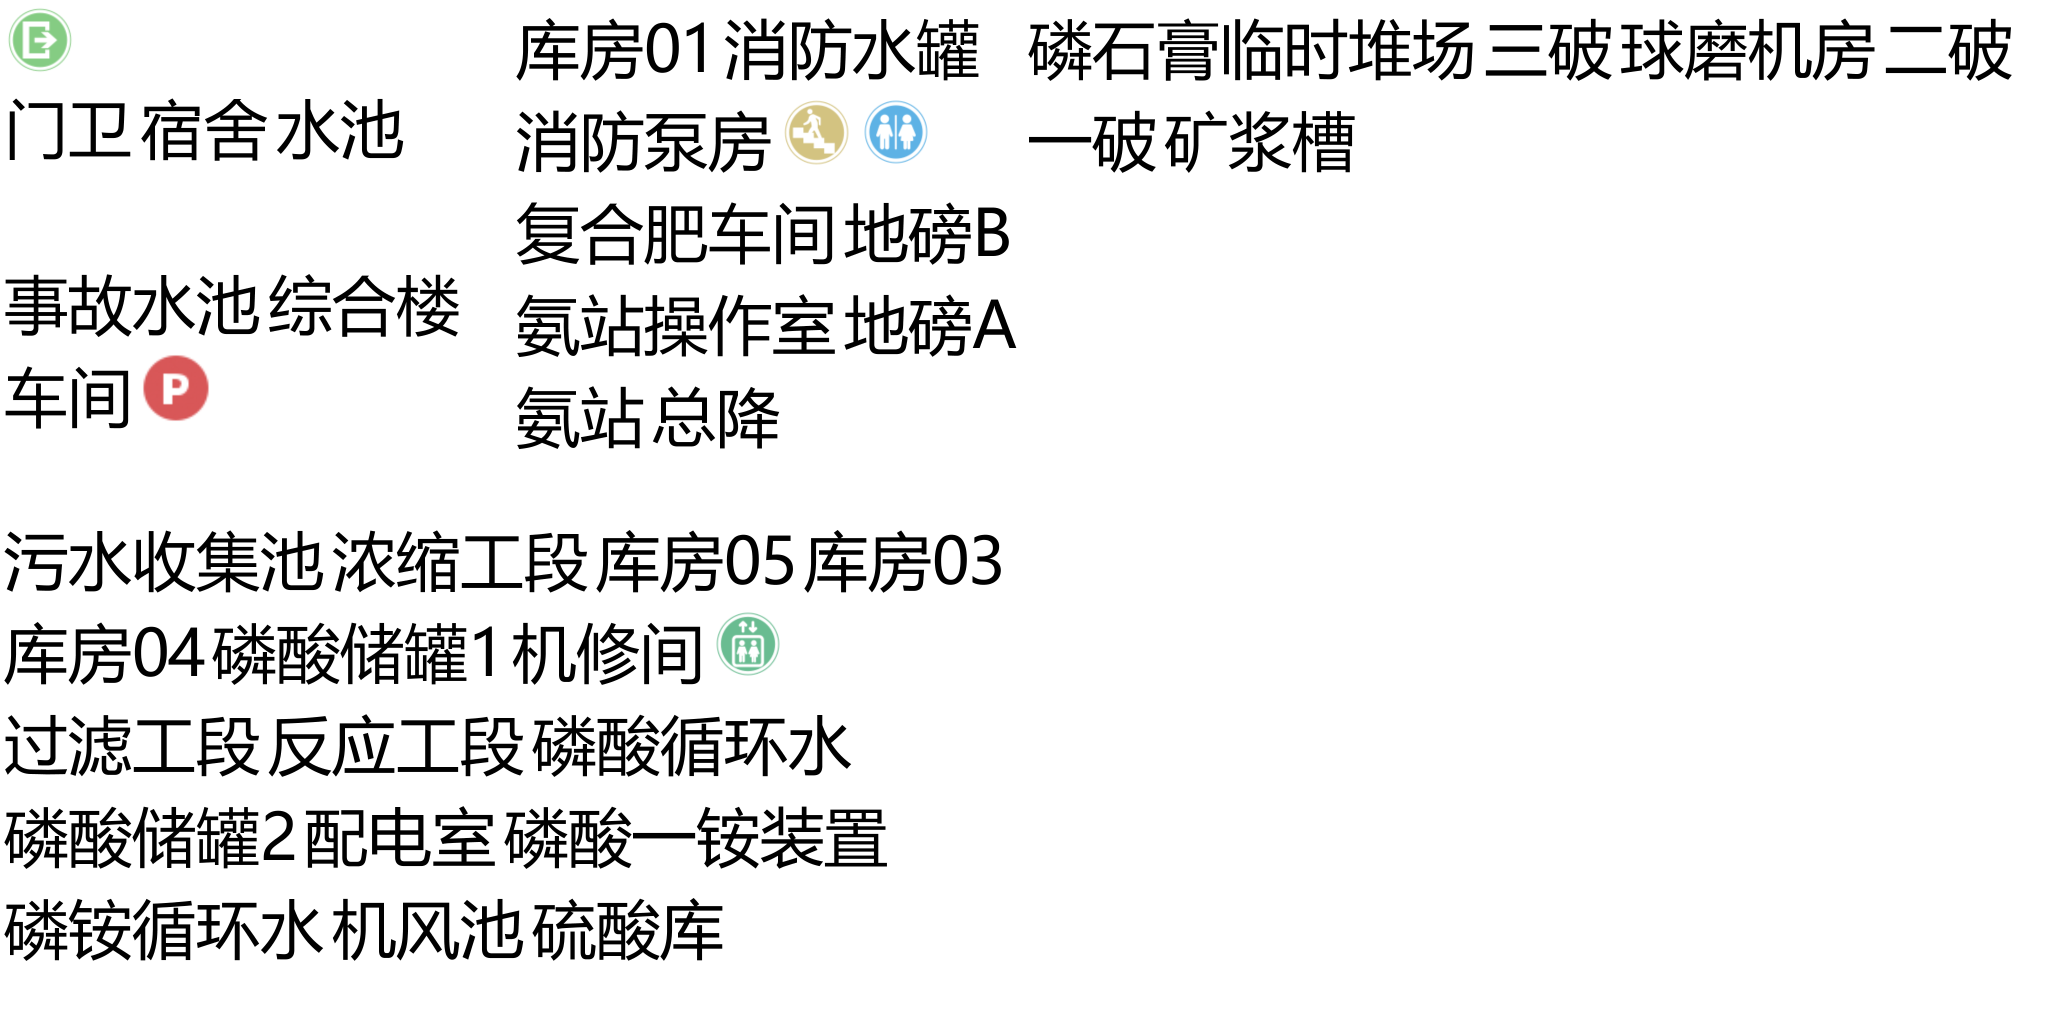 门卫 宿舍 水池
事故水池 综合楼
车间 P
库房01 消防水罐
消防泵房
复合肥车间 地磅B
氨站操作室 地磅A
氨站 总降
磷石膏临时堆场 三破 球磨机房 二破
一破 矿浆槽
污水收集池 浓缩工段 库房05 库房03
库房04 磷酸储罐1 机修间
过滤工段 反应工段 磷酸循环水
磷酸储罐2 配电室 磷酸一铵装置
磷铵循环水 机风池 硫酸库